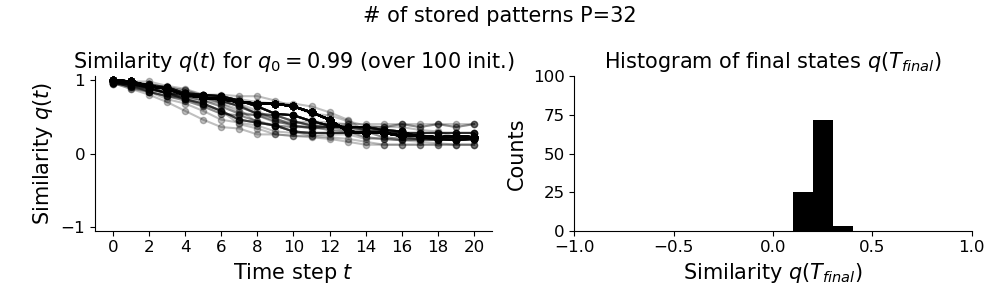 # of stored patterns P=32
Similarity q(t) for q₀ = 0.99 (over 100 init.)
1
0
−1
Similarity q(t)
0 2 4 6 8 10 12 14 16 18 20
Time step t
Histogram of final states q(T_final)
100
75
50
25
0
Counts
−1.0 −0.5 0.0 0.5 1.0
Similarity q(T_final)